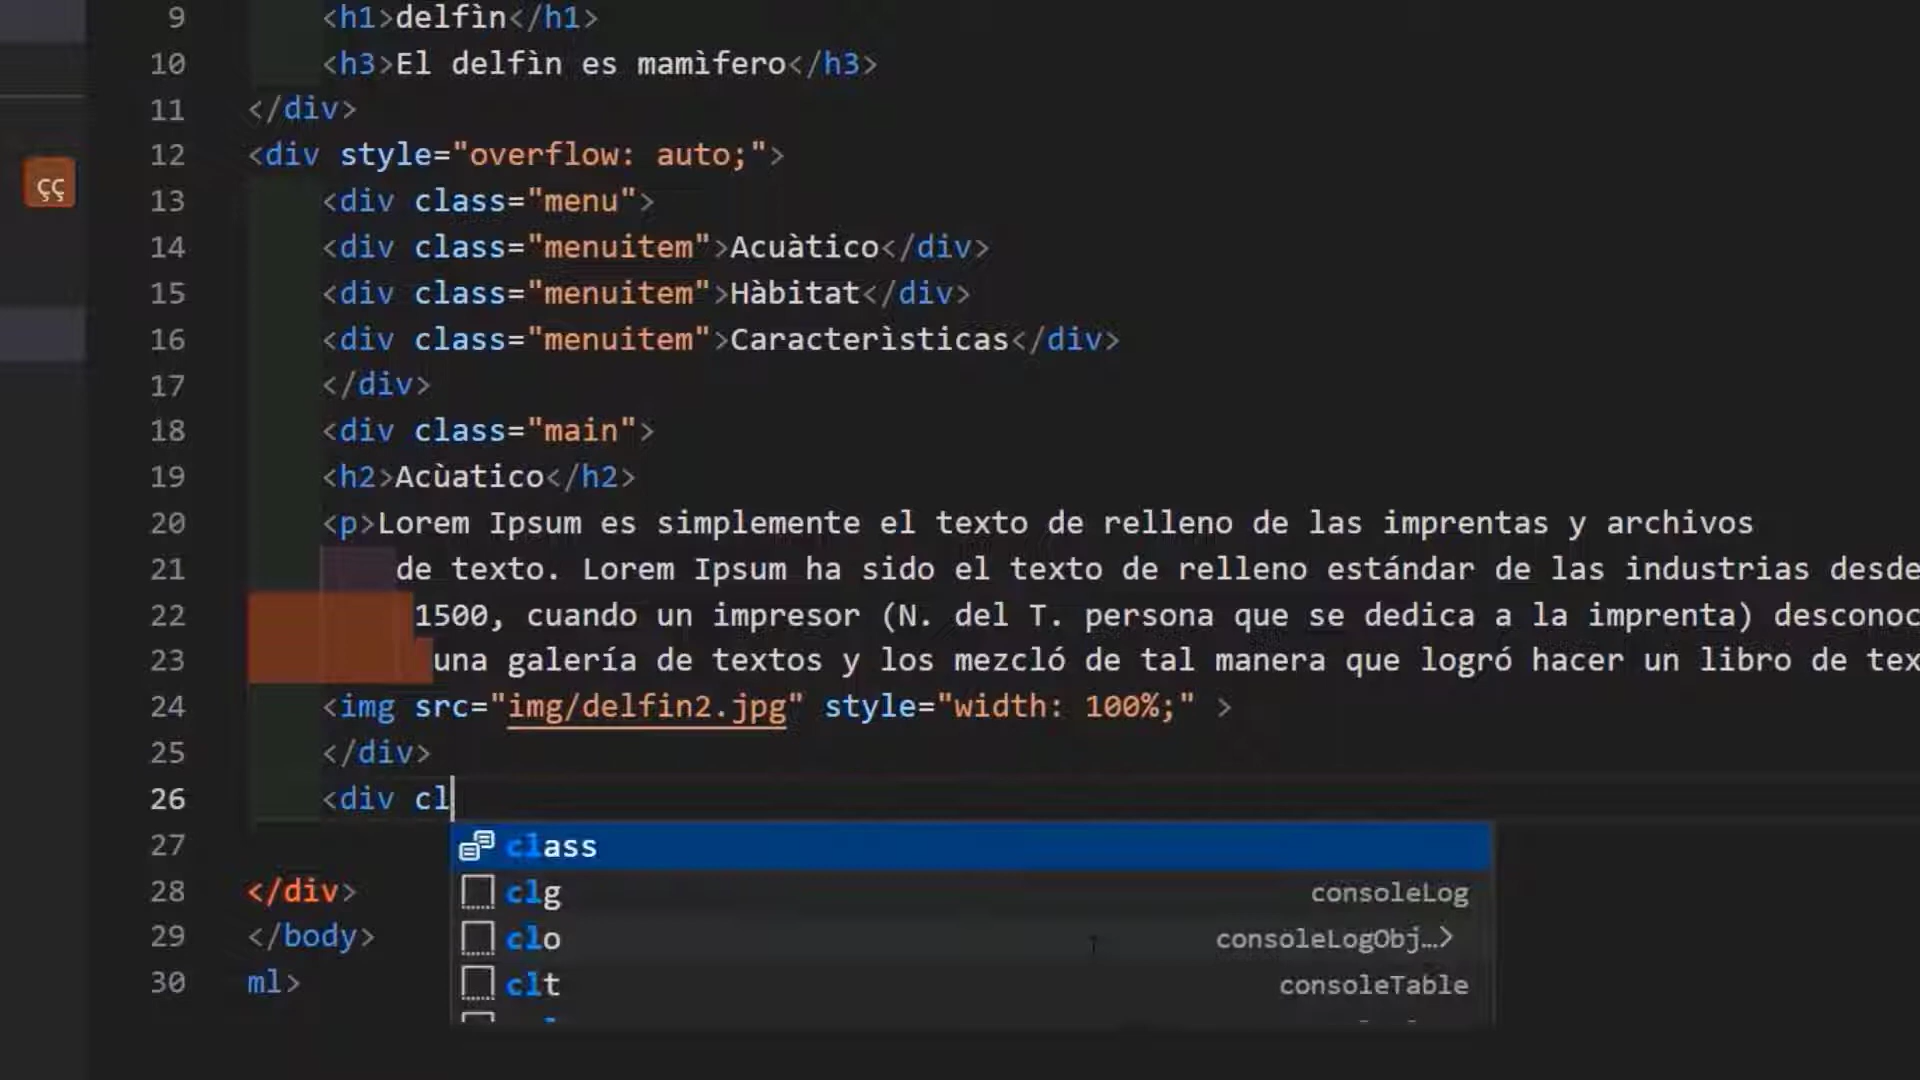 9 <h1>delfìn</h1>
10 <h3>El delfìn es mamìfero</h3>
11 </div>
12 <div style="overflow: auto;">
çç
13 <div class="menu">
14 <div class="menuitem">Acuàtico</div>
15 <div class="menuitem">Hàbitat</div>
16 <div class="menuitem">Caracterìsticas</div>
17 </div>
18 <div class="main">
19 <h2>Acùatico</h2>
20 <p>Lorem Ipsum es simplemente el texto de relleno de las imprentas y archivos
21 de texto. Lorem Ipsum ha sido el texto de relleno estándar de las industrias desde
22 1500, cuando un impresor (N. del T. persona que se dedica a la imprenta) desconoc
23 una galería de textos y los mezcló de tal manera que logró hacer un libro de tex
24 <img src="img/delfin2.jpg" style="width: 100%;" >
25 </div>
26 <div cl
27 class
clg consoleLog
28 </div>
29 </body>
clo consoleLogObj…>
30 ml>
clt consoleTable